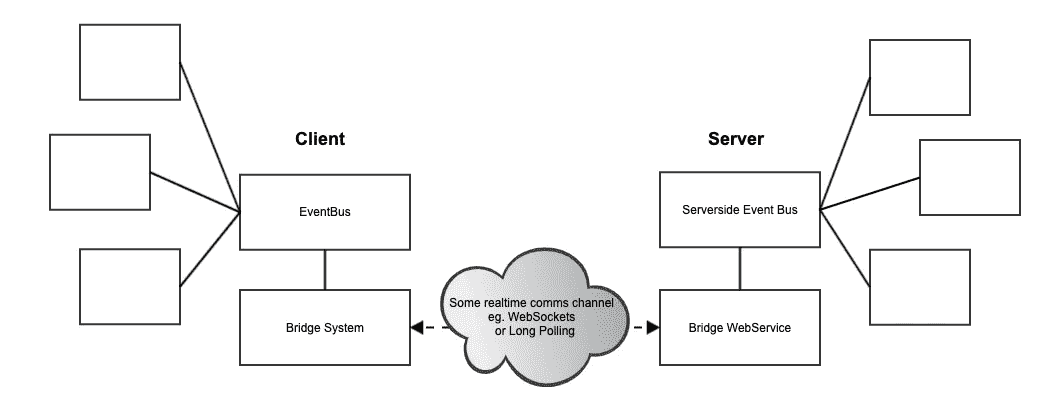 Client
Server
EventBus
Serverside Event Bus
Some realtime comms channel
eg. WebSockets
or Long Polling
Bridge System
Bridge WebService